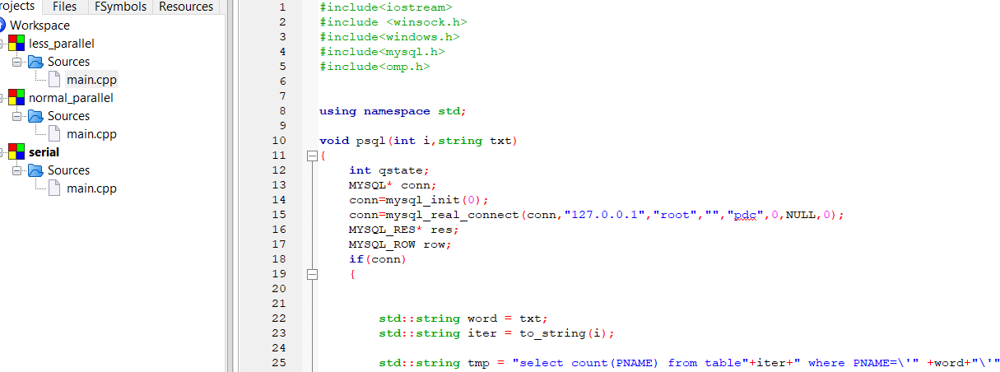 rojects Files FSymbols Resources
Workspace
less_parallel
Sources
main.cpp
normal_parallel
Sources
main.cpp
serial
Sources
main.cpp
1 #include<iostream>
2 #include <winsock.h>
3 #include<windows.h>
4 #include<mysql.h>
5 #include<omp.h>
6
7
8 using namespace std;
9
10 void psql(int i,string txt)
11 {
12 int qstate;
13 MYSQL* conn;
14 conn=mysql_init(0);
15 conn=mysql_real_connect(conn,"127.0.0.1","root","","pdc",0,NULL,0);
16 MYSQL_RES* res;
17 MYSQL_ROW row;
18 if(conn)
19 {
20
21
22 std::string word = txt;
23 std::string iter = to_string(i);
24
25 std::string tmp = "select count(PNAME) from table"+iter+" where PNAME=\'" +word+"\'"